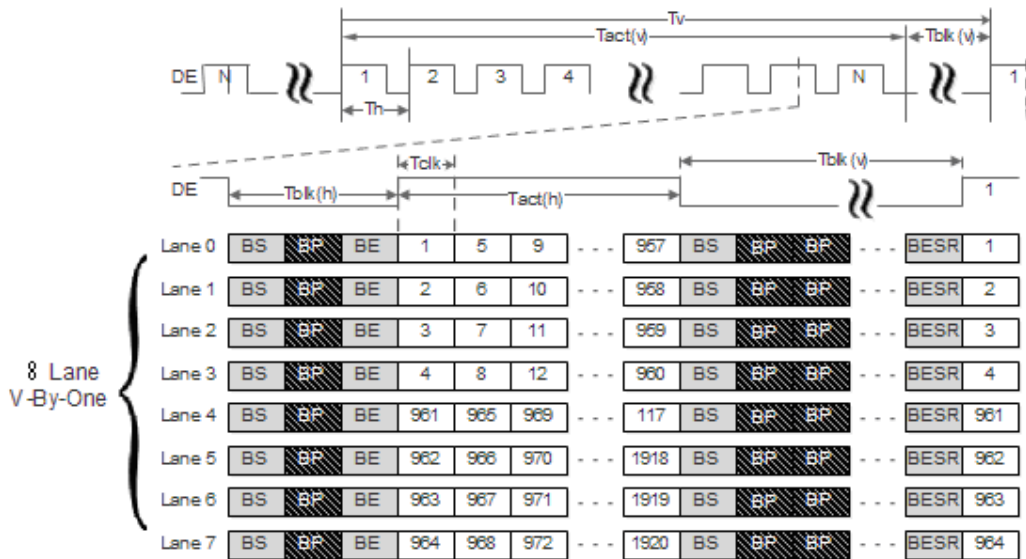 Tv
Tact(v) Tblk (v)
DE N 1 2 3 4 N 1
Th
Tclk Tblk (v)
DE Tblk(h) Tact(h) 1
Lane 0 BS BP BE 1 5 9 - - - 957 BS BP BP - - - BESR 1
Lane 1 BS BP BE 2 6 10 - - - 958 BS BP BP - - - BESR 2
Lane 2 BS BP BE 3 7 11 - - - 959 BS BP BP - - - BESR 3
Lane 3 BS BP BE 4 8 12 - - - 960 BS BP BP - - - BESR 4
8 Lane
V-By-One
Lane 4 BS BP BE 961 965 969 - - - 117 BS BP BP - - - BESR 961
Lane 5 BS BP BE 962 966 970 - - - 1918 BS BP BP - - - BESR 962
Lane 6 BS BP BE 963 967 971 - - - 1919 BS BP BP - - - BESR 963
Lane 7 BS BP BE 964 968 972 - - - 1920 BS BP BP - - - BESR 964